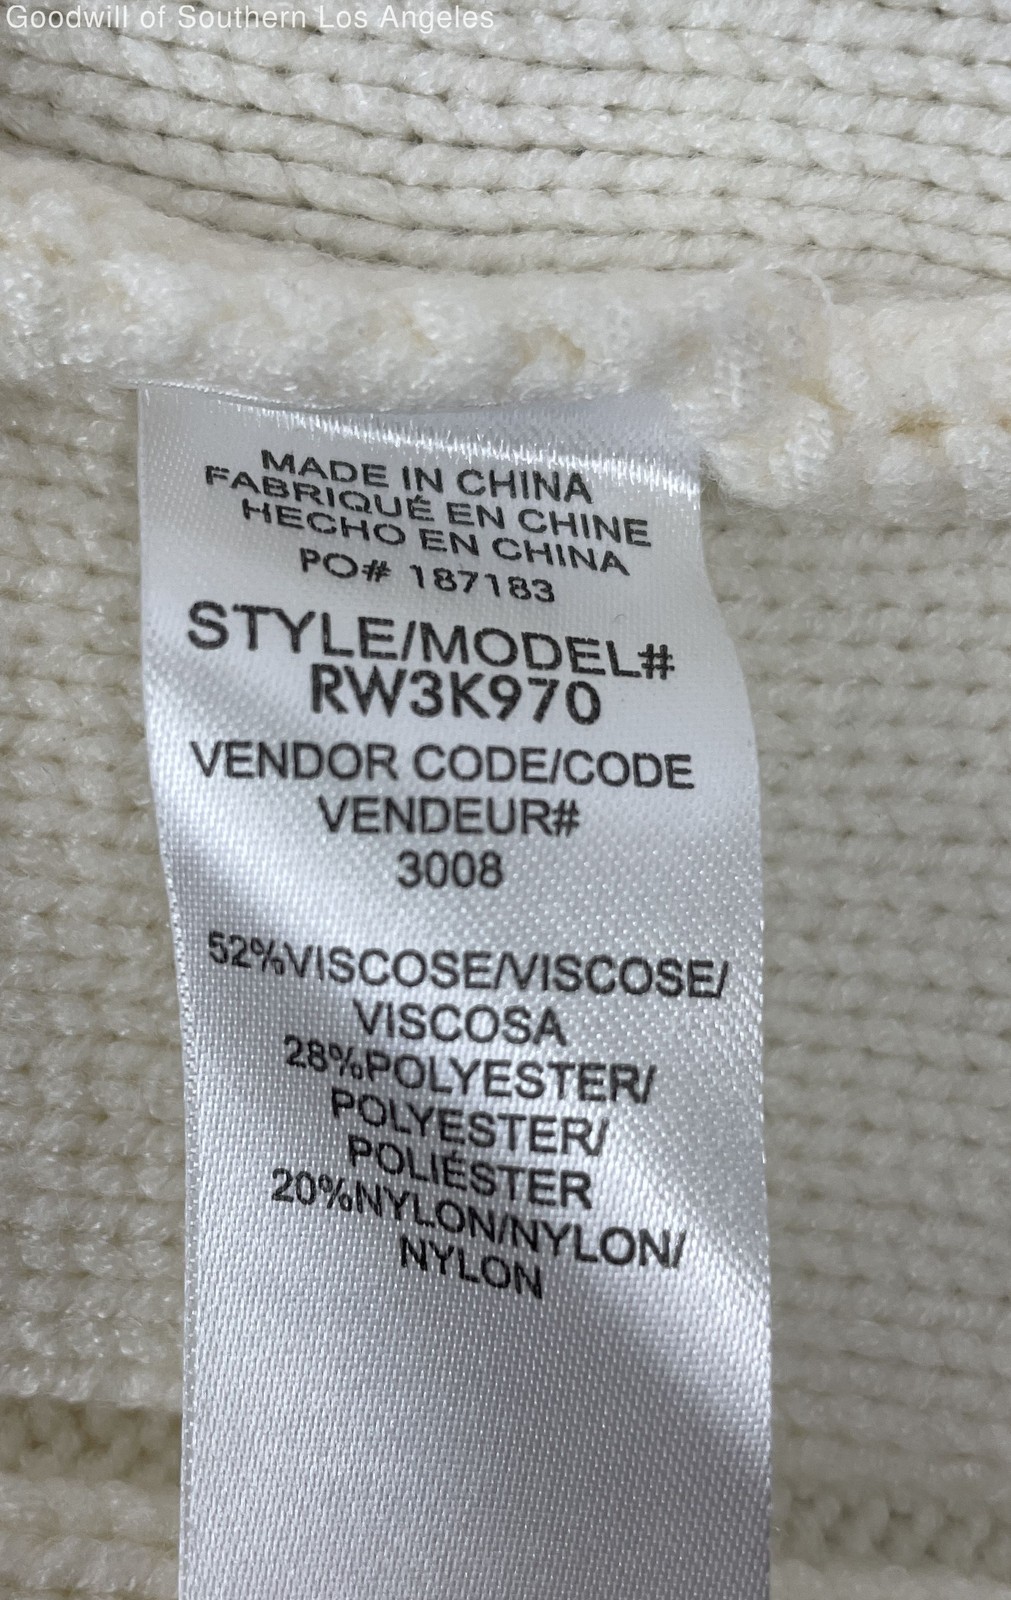 Goodwill of Southern Los Angeles
MADE IN CHINA
FABRIQUÉ EN CHINE
HECHO EN CHINA
PO# 187183
STYLE/MODEL#
RW3K970
VENDOR CODE/CODE
VENDEUR#
3008
52%VISCOSE/VISCOSE/
VISCOSA
28%POLYESTER/
POLYESTER/
POLIÉSTER
20%NYLON/NYLON/
NYLON